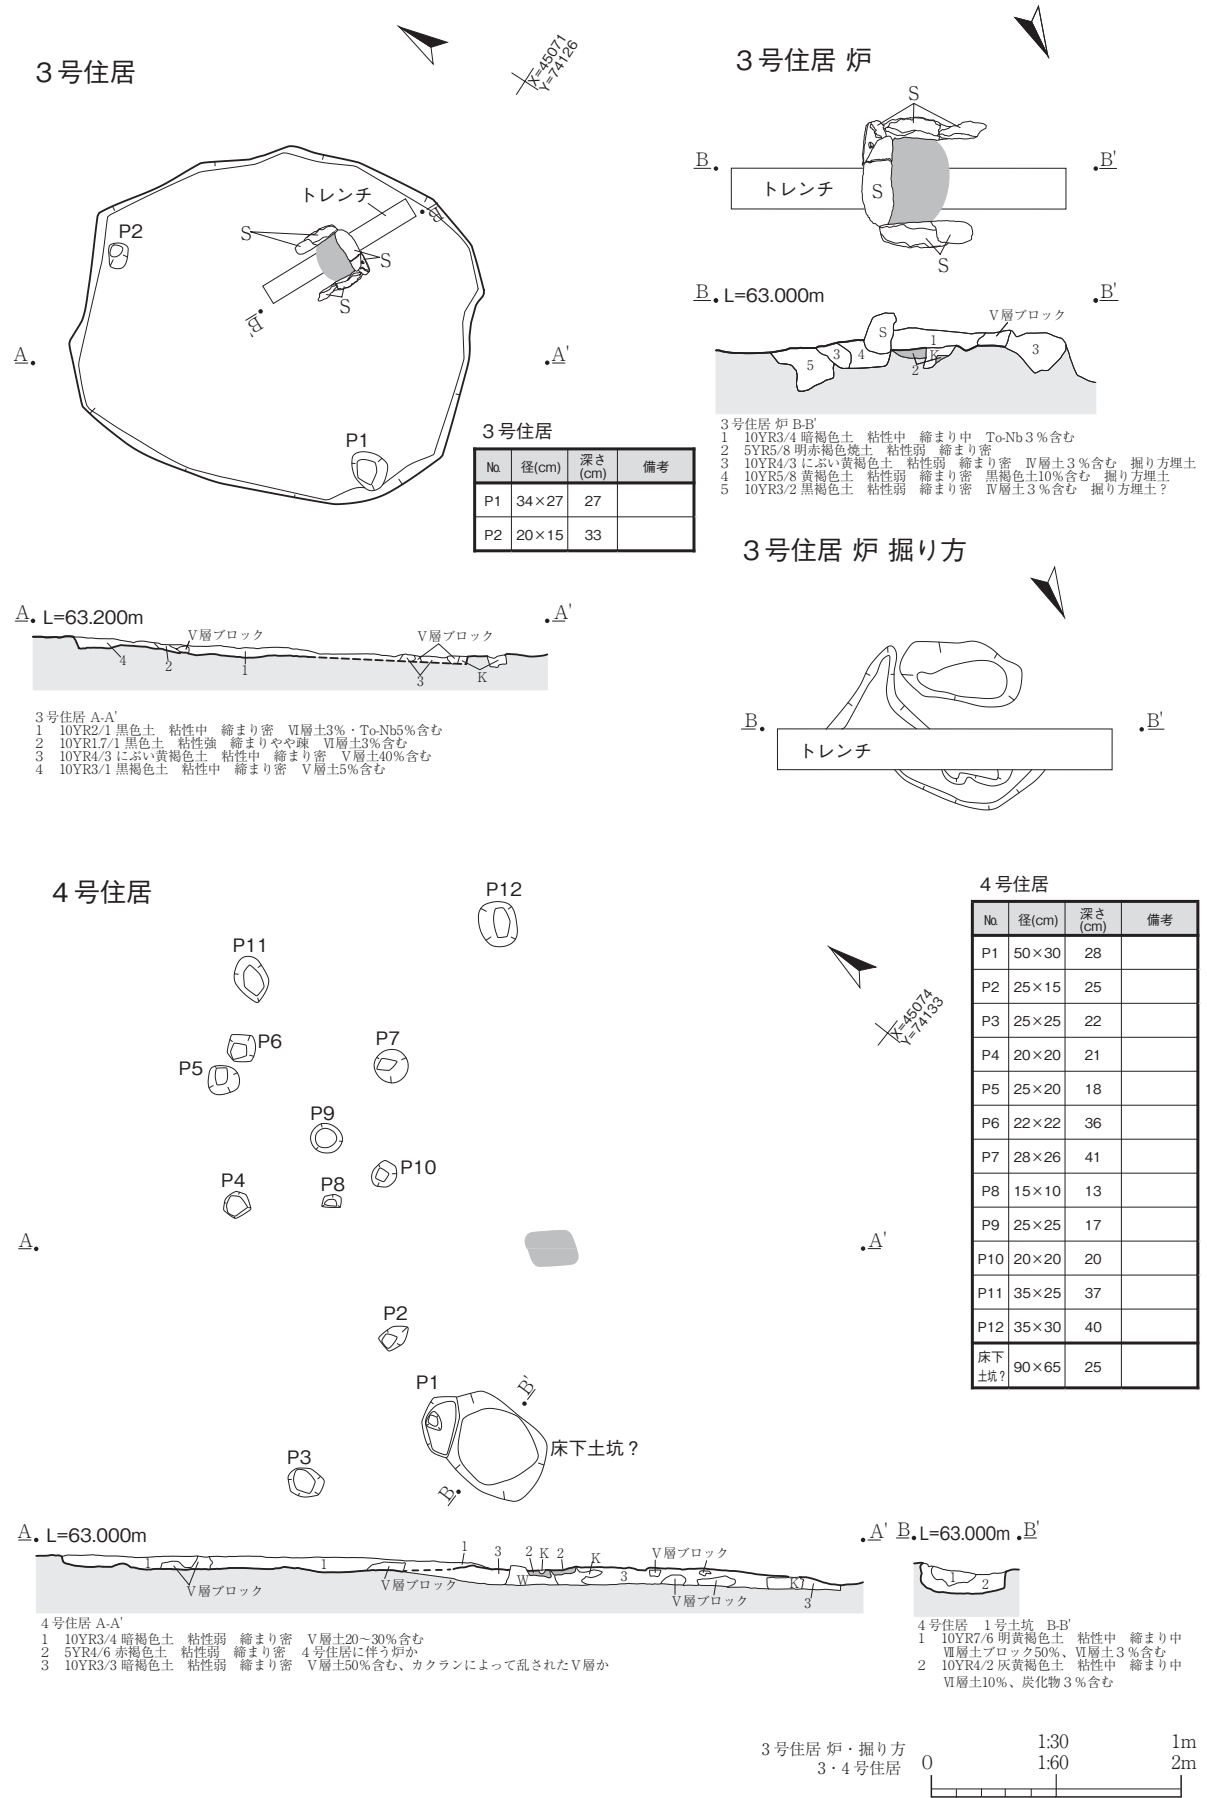 ３号住居
X=45071
Y=74126
トレンチ
P2
S
S
S
B
B'
A
A'
P1
３号住居
No. 径(cm) 深さ(cm) 備考
P1 34×27 27
P2 20×15 33
A L=63.200m A'
Ⅴ層ブロック
Ⅴ層ブロック
4
2
1
3
K
３号住居 A-A'
1 10YR2/1 黒色土 粘性中 締まり密 Ⅵ層土3%・To-Nb5%含む
2 10YR1.7/1 黒色土 粘性強 締まりやや疎 Ⅵ層土3%含む
3 10YR4/3 にぶい黄褐色土 粘性中 締まり密 Ⅴ層土40%含む
4 10YR3/1 黒褐色土 粘性中 締まり密 Ⅴ層土5%含む
３号住居 炉
S
B
B'
トレンチ
S
S
B L=63.000m B'
Ⅴ層ブロック
S
1
3
4
5
K
2
3
３号住居 炉 B-B'
1 10YR3/4 暗褐色土 粘性中 締まり中 To-Nb３%含む
2 5YR5/8 明赤褐色焼土 粘性弱 締まり密
3 10YR4/3 にぶい黄褐色土 粘性弱 締まり密 Ⅳ層土３%含む 掘り方埋土
4 10YR5/8 黄褐色土 粘性弱 締まり密 黒褐色土10%含む 掘り方埋土
5 10YR3/2 黒褐色土 粘性弱 締まり密 Ⅳ層土３%含む 掘り方埋土？
３号住居 炉 掘り方
B
B'
トレンチ
４号住居
P12
P11
P6
P5
P7
P9
P10
P4
P8
X=45074
Y=74133
A
A'
P2
P1
B'
床下土坑？
P3
B
４号住居
No. 径(cm) 深さ(cm) 備考
P1 50×30 28
P2 25×15 25
P3 25×25 22
P4 20×20 21
P5 25×20 18
P6 22×22 36
P7 28×26 41
P8 15×10 13
P9 25×25 17
P10 20×20 20
P11 35×25 37
P12 35×30 40
床下土坑？ 90×65 25
A L=63.000m A'
1
1
1
3
2
K
2
K
Ⅴ層ブロック
W
3
K
Ⅴ層ブロック
Ⅴ層ブロック
Ⅴ層ブロック
3
４号住居 A-A'
1 10YR3/4 暗褐色土 粘性弱 締まり密 Ⅴ層土20～30%含む
2 5YR4/6 赤褐色土 粘性弱 締まり密 ４号住居に伴う炉か
3 10YR3/3 暗褐色土 粘性弱 締まり密 Ⅴ層土50%含む、カクランによって乱されたⅤ層か
B L=63.000m B'
1
2
４号住居 １号土坑 B-B'
1 10YR7/6 明黄褐色土 粘性中 締まり中
Ⅶ層土ブロック50%、Ⅵ層土３%含む
2 10YR4/2 灰黄褐色土 粘性中 締まり中
Ⅵ層土10%、炭化物３%含む
３号住居 炉・掘り方 1:30 1m
３・４号住居 0 1:60 2m